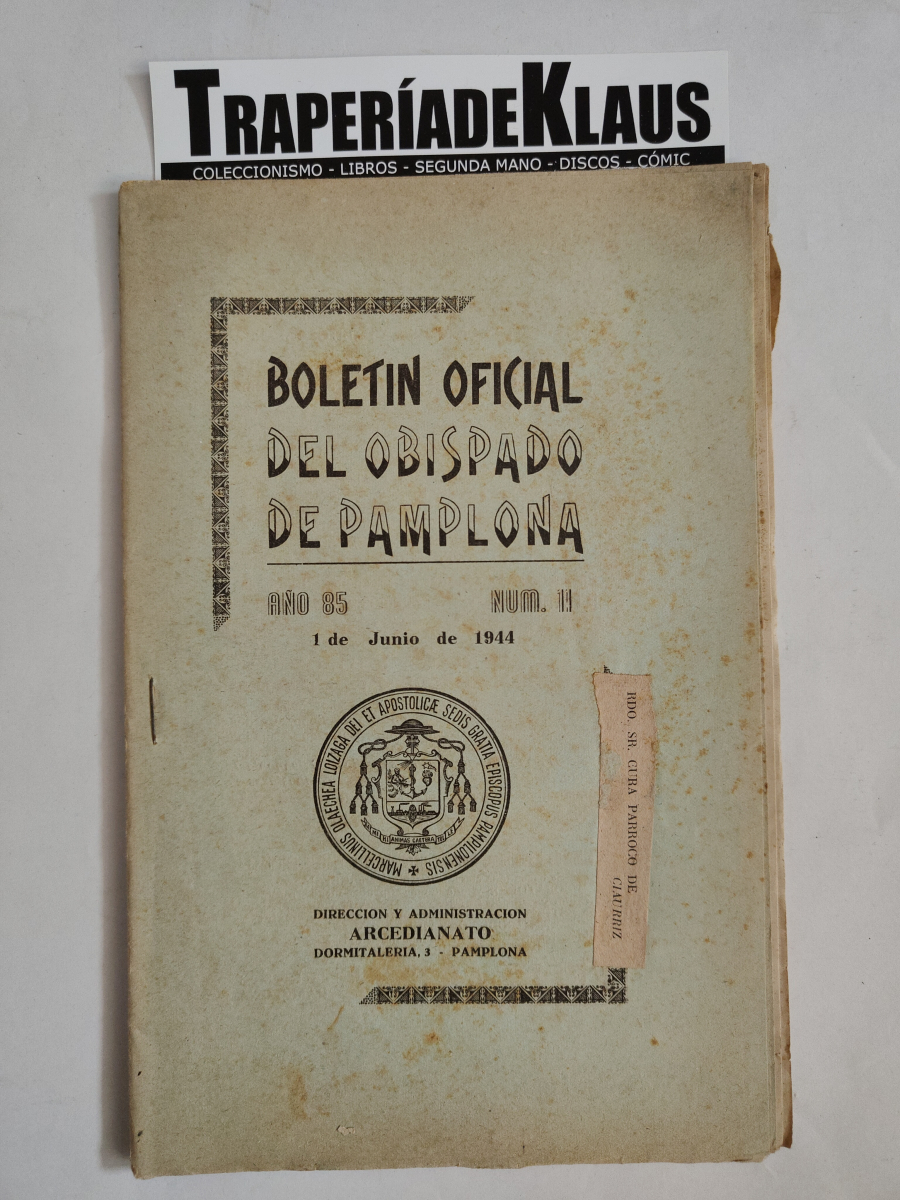 TRAPERÍADEKLAUS
COLECCIONISMO - LIBROS - SEGUNDA MANO - DISCOS - CÓMIC
BOLETIN OFICIAL
DEL OBISPADO
DE PAMPLONA
AÑO 85 NUM. 11
1 de Junio de 1944
MARCELLINUS OLAECHEA LOIZAGA DEI ET APOSTOLICÆ SEDIS GRATIA EPISCOPUS PAMPILONENSIS
ANIMAS CAETERA
DIRECCION Y ADMINISTRACION
ARCEDIANATO
DORMITALERIA, 3 - PAMPLONA
RDO. SR. CURA PARROCO DE
CIAURRIZ